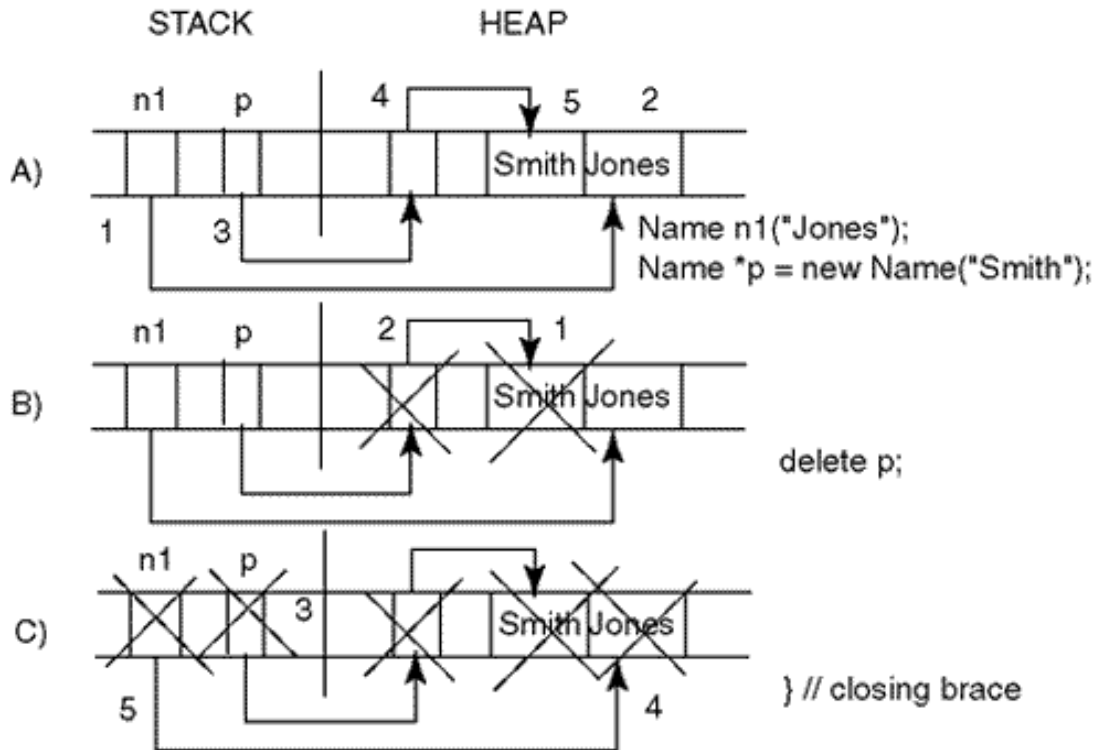 STACK HEAP
n1 p 4 5 2
A) Smith Jones
1 3 Name n1("Jones");
Name *p = new Name("Smith");
n1 p 2 1
B) Smith Jones
delete p;
n1 p
3
C) Smith Jones
5 4 } // closing brace